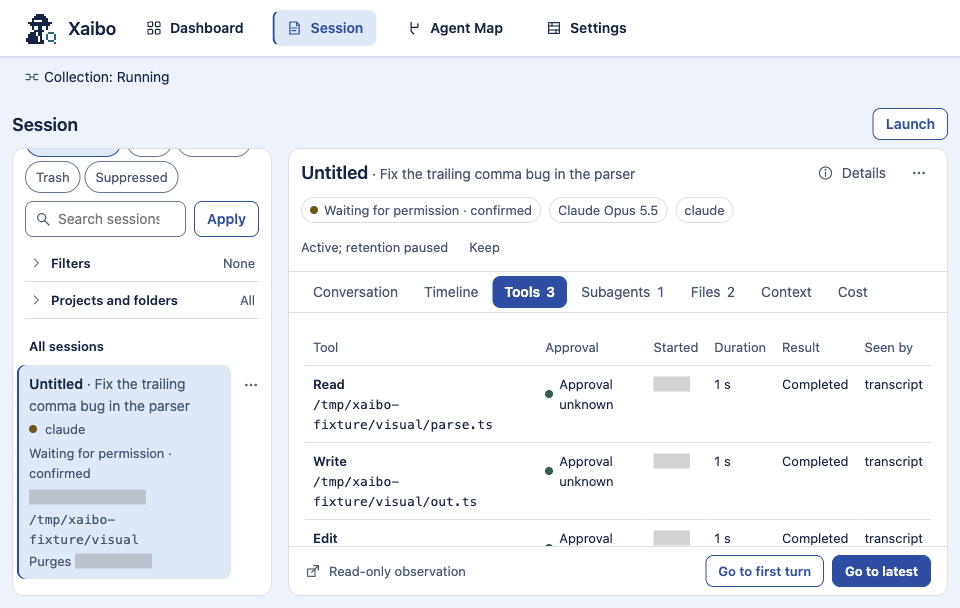 Xaibo
Dashboard
Session
Agent Map
Settings
Collection: Running
Session
Launch
Trash
Suppressed
Search sessions
Apply
Filters
None
Projects and folders
All
All sessions
Untitled · Fix the trailing
comma bug in the parser
claude
Waiting for permission ·
confirmed
/tmp/xaibo-
fixture/visual
Purges
Untitled · Fix the trailing comma bug in the parser
Details
Waiting for permission · confirmed
Claude Opus 5.5
claude
Active; retention paused
Keep
Conversation
Timeline
Tools 3
Subagents 1
Files 2
Context
Cost
Tool
Approval
Started
Duration
Result
Seen by
Read
/tmp/xaibo-
fixture/visual/parse.ts
Approval
unknown
1 s
Completed
transcript
Write
/tmp/xaibo-
fixture/visual/out.ts
Approval
unknown
1 s
Completed
transcript
Edit
Approval
1 s
Completed
transcript
Read-only observation
Go to first turn
Go to latest